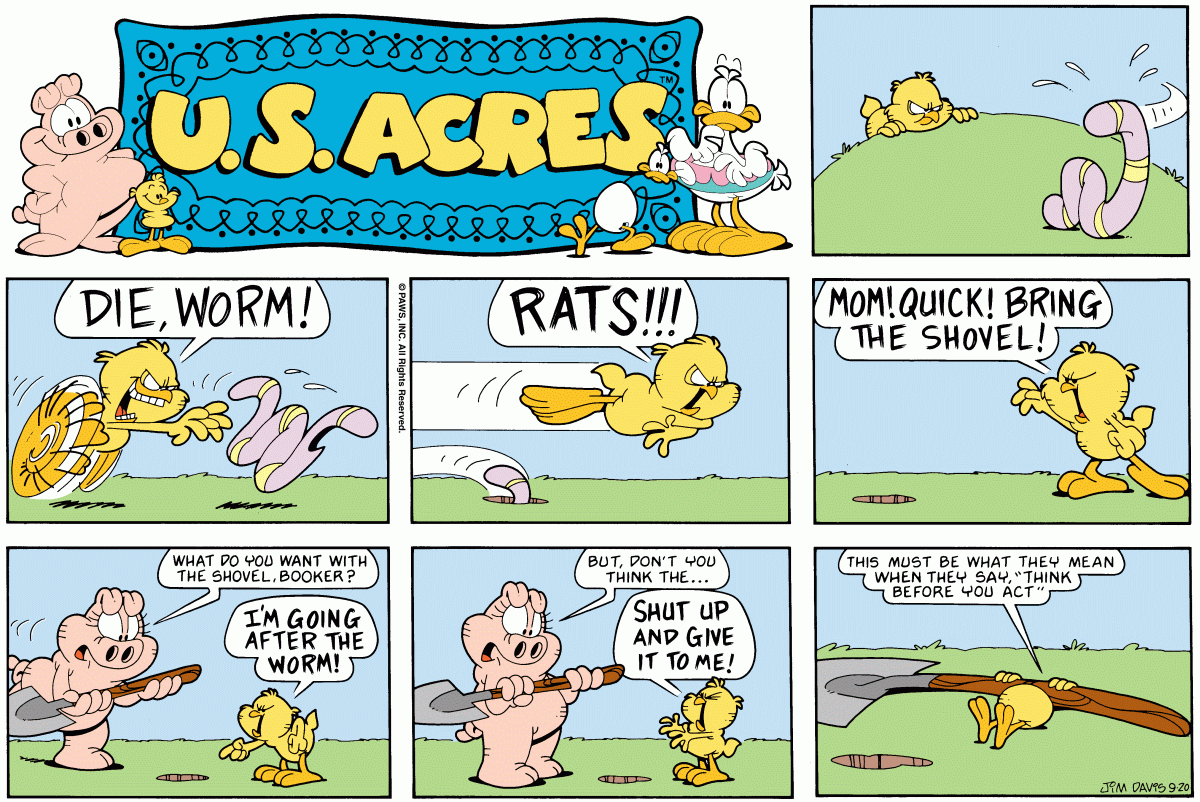 U.S. ACRES
™
DIE, WORM!
© PAWS, INC. All Rights Reserved.
RATS!!!
MOM! QUICK! BRING
THE SHOVEL!
WHAT DO YOU WANT WITH
THE SHOVEL, BOOKER?
I'M GOING
AFTER THE
WORM!
BUT, DON'T YOU
THINK THE...
SHUT UP
AND GIVE
IT TO ME!
THIS MUST BE WHAT THEY MEAN
WHEN THEY SAY, "THINK
BEFORE YOU ACT"
JIM DAVIS 9-20